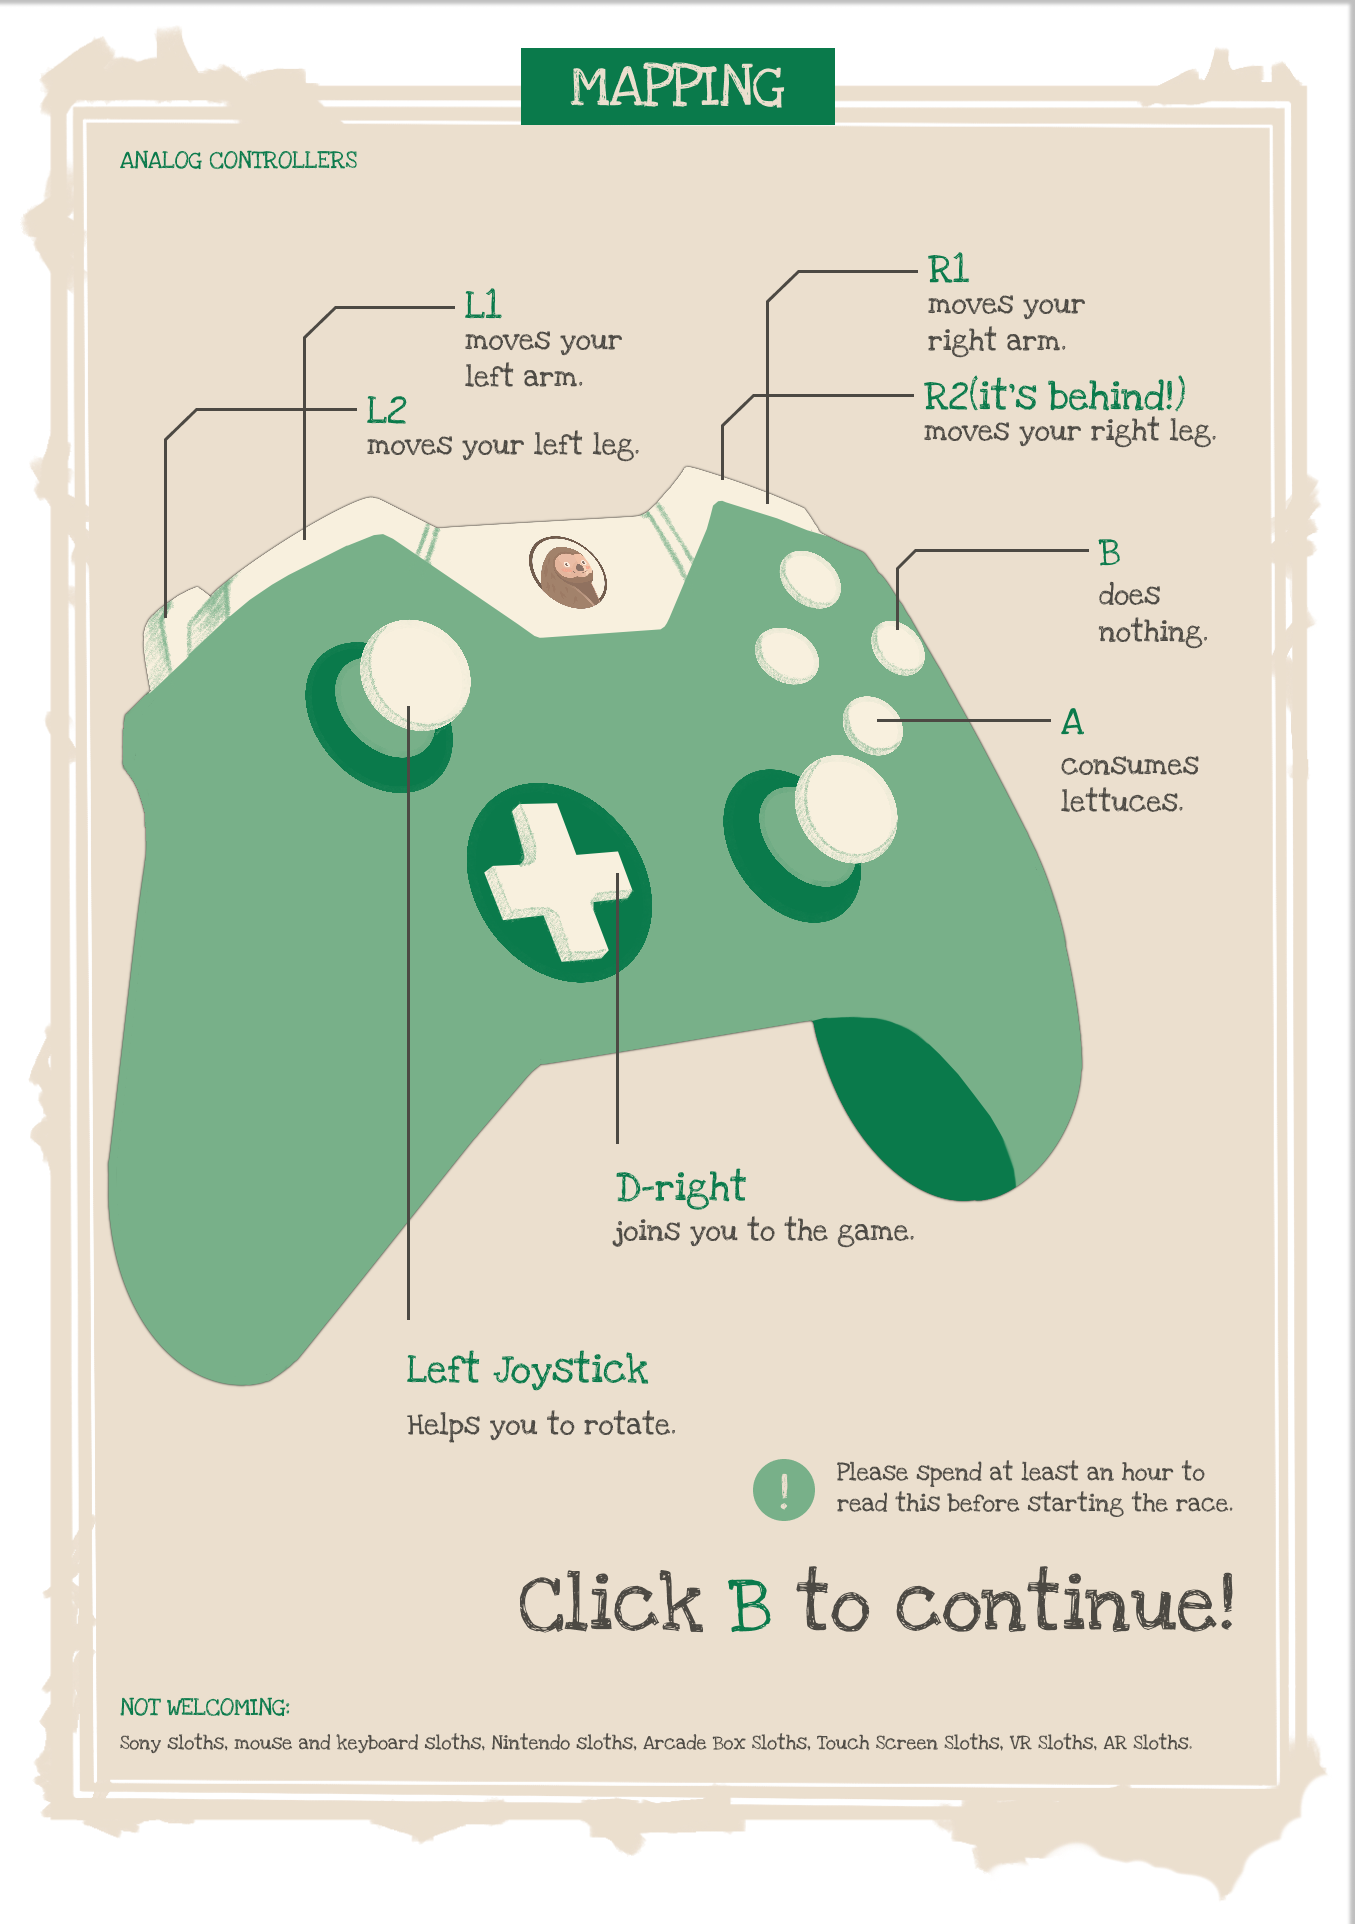 MAPPING
ANALOG CONTROLLERS
L1
moves your
left arm.
L2
moves your left leg.
R1
moves your
right arm.
R2(it's behind!)
moves your right leg.
B
does
nothing.
A
consumes
lettuces.
D-right
joins you to the game.
Left Joystick
Helps you to rotate.
!
Please spend at least an hour to
read this before starting the race.
Click B to continue!
NOT WELCOMING:
Sony sloths, mouse and keyboard sloths, Nintendo sloths, Arcade Box Sloths, Touch Screen Sloths, VR Sloths, AR Sloths.